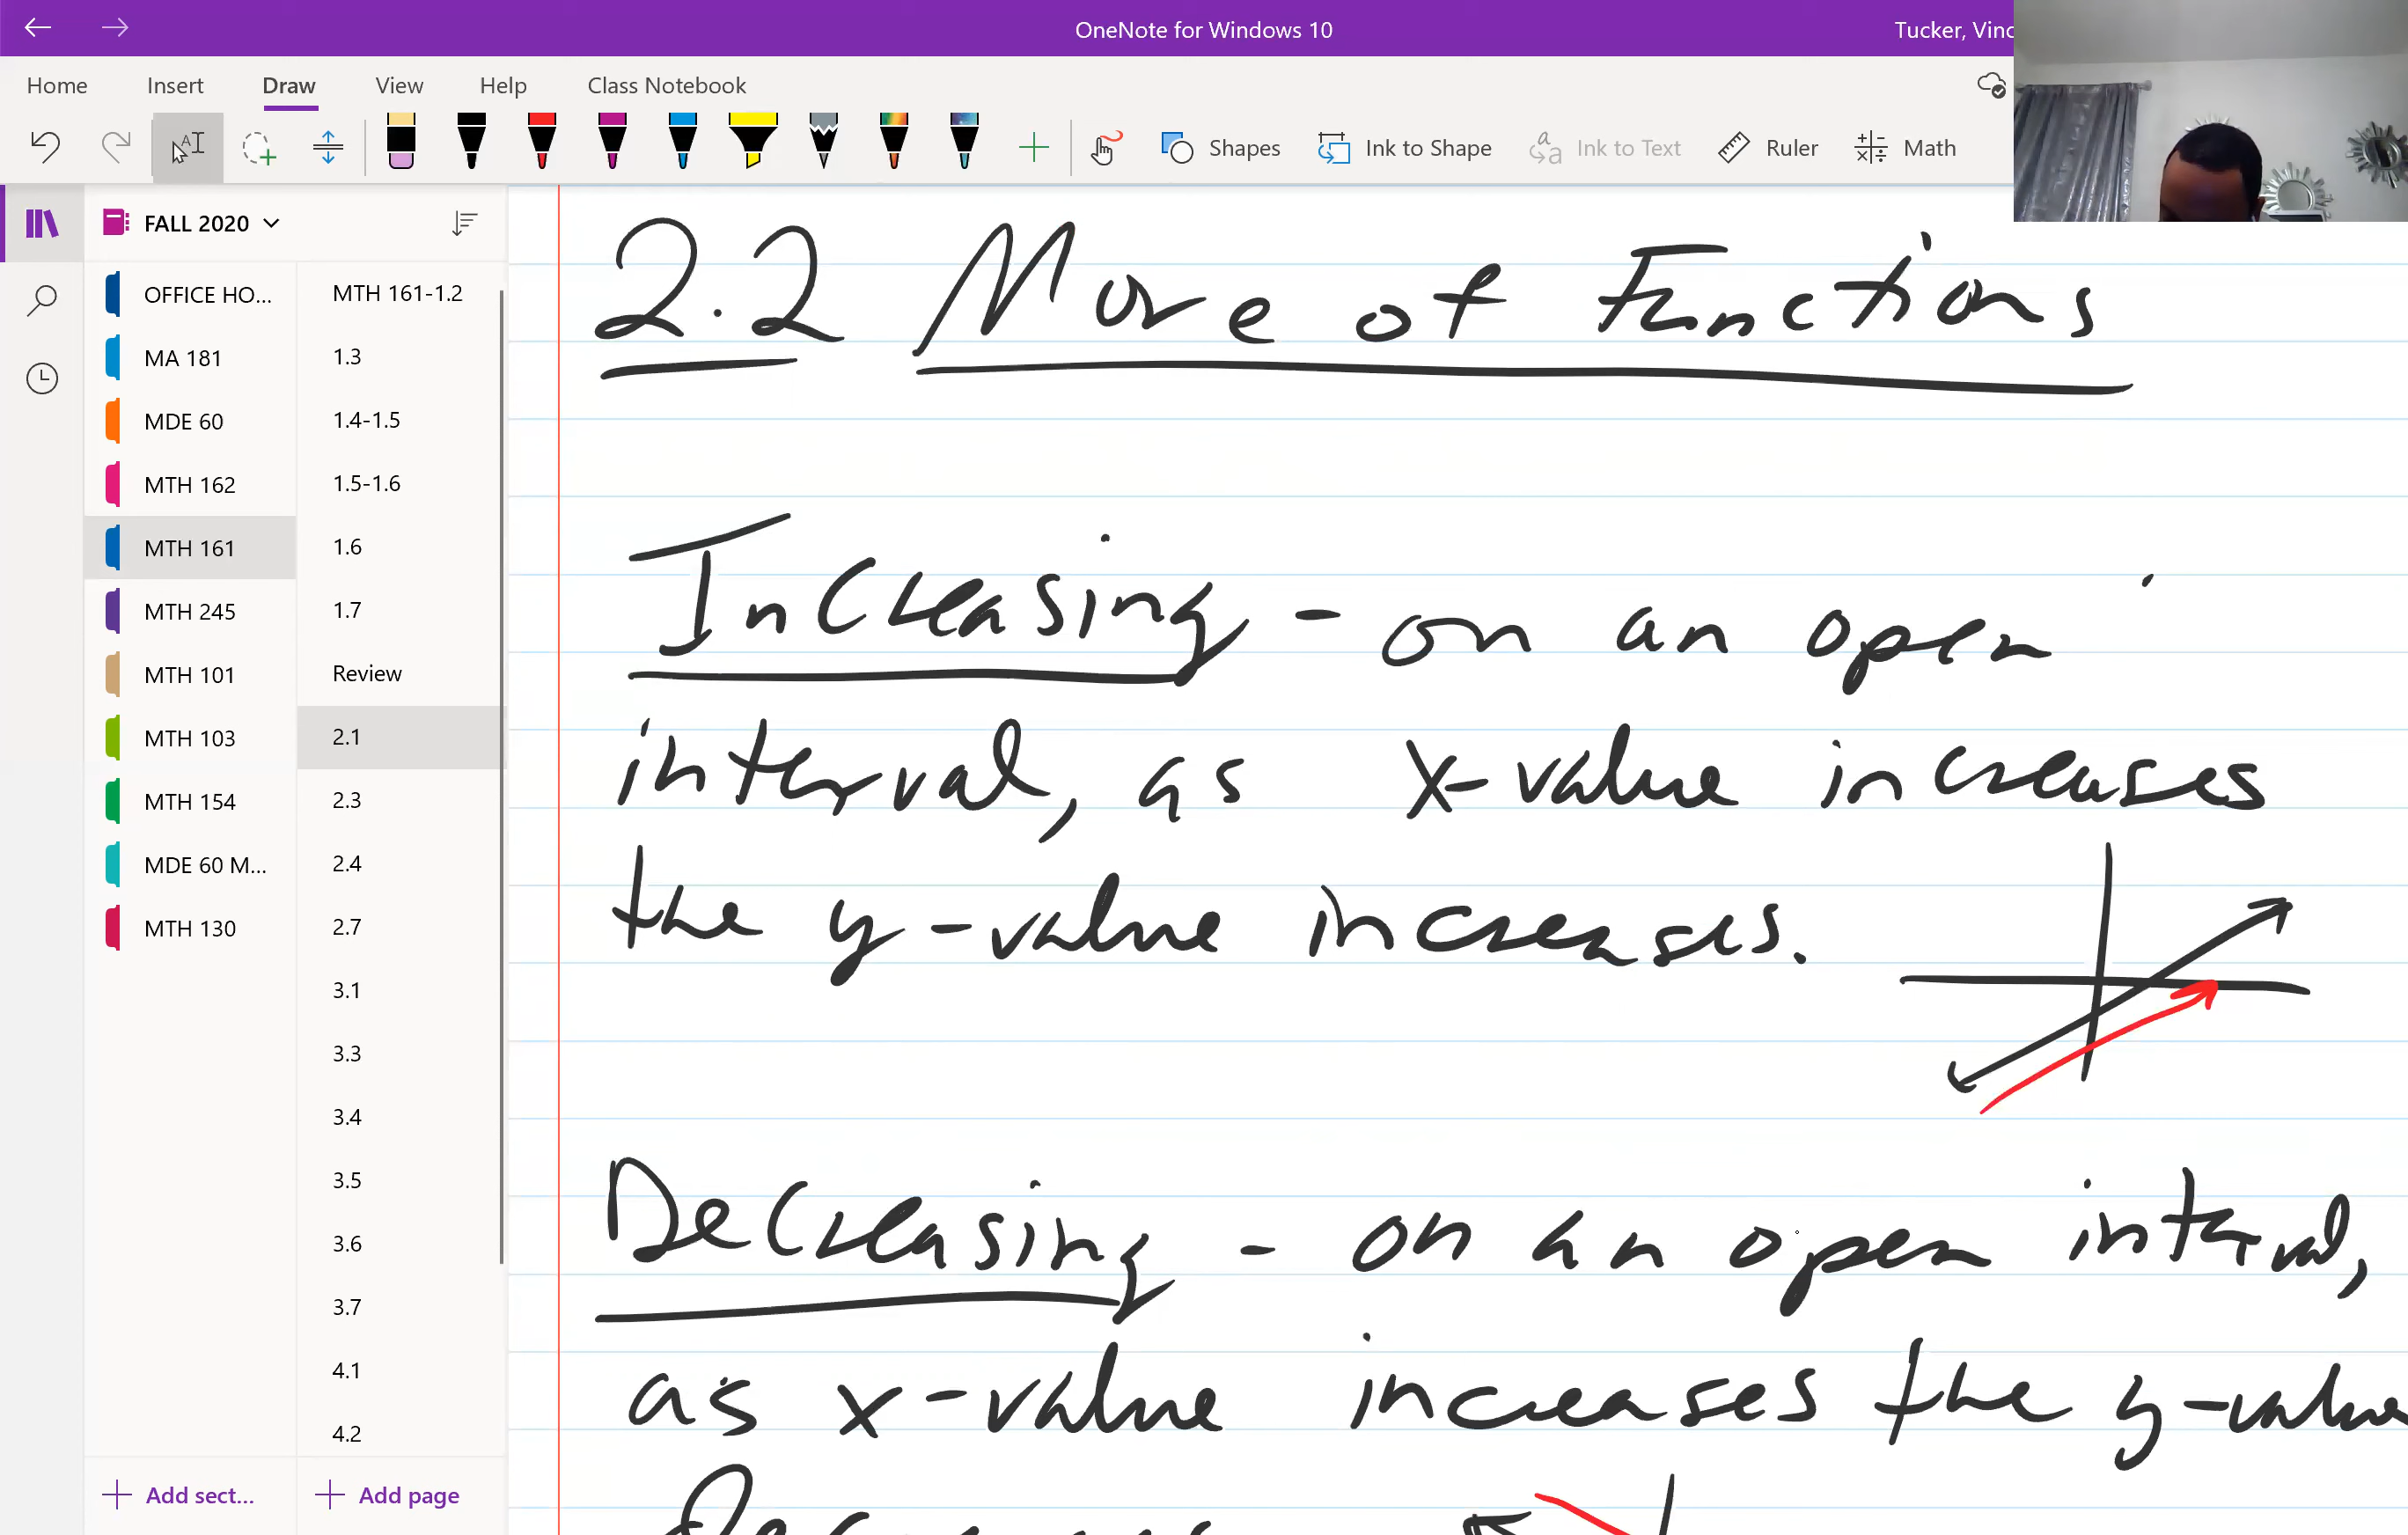 OneNote for Windows 10
Tucker, Vinc
Home Insert Draw View Help Class Notebook
Shapes Ink to Shape Ink to Text Ruler Math
FALL 2020
OFFICE HO...
MA 181
MDE 60
MTH 162
MTH 161
MTH 245
MTH 101
MTH 103
MTH 154
MDE 60 M...
MTH 130
Add sect...
MTH 161-1.2
1.3
1.4-1.5
1.5-1.6
1.6
1.7
Review
2.1
2.3
2.4
2.7
3.1
3.3
3.4
3.5
3.6
3.7
4.1
4.2
Add page
2.2 More of Functions
Increasing - on an open
interval, as x-value increases
the y-value increases.
Decreasing - on an open interval,
as x-value increases the y-value